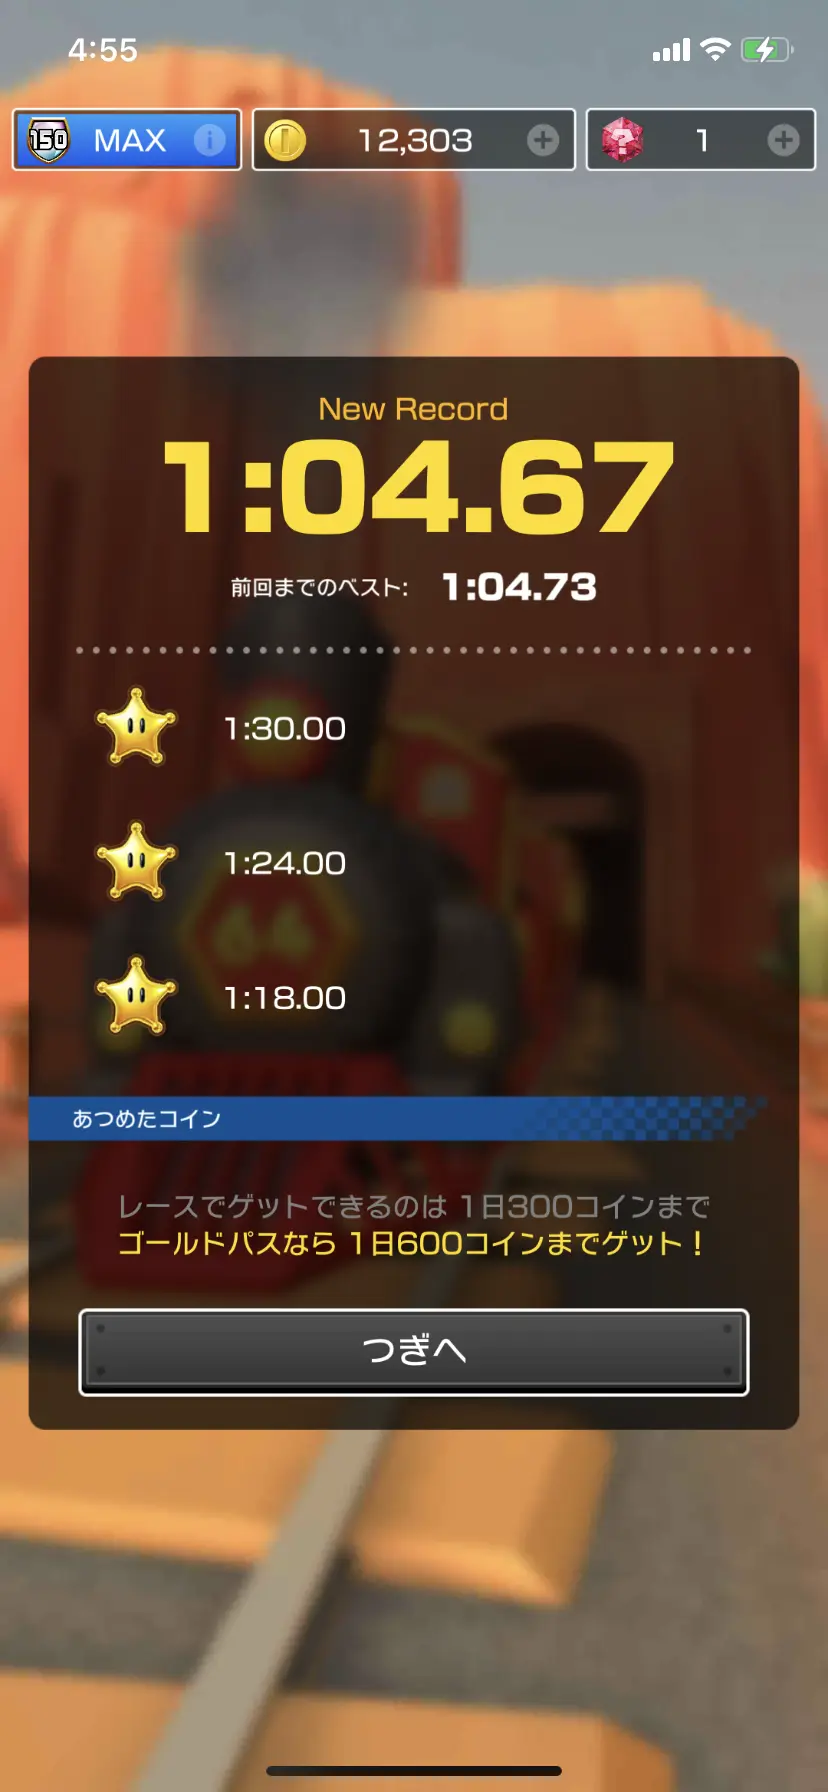 4:55
150 MAX i 12,303 + ? 1 +
New Record
1:04.67
前回までのベスト: 1:04.73
1:30.00
1:24.00
64
1:18.00
あつめたコイン
レースでゲットできるのは 1日300コインまで
ゴールドパスなら 1日600コインまでゲット！
つぎへ